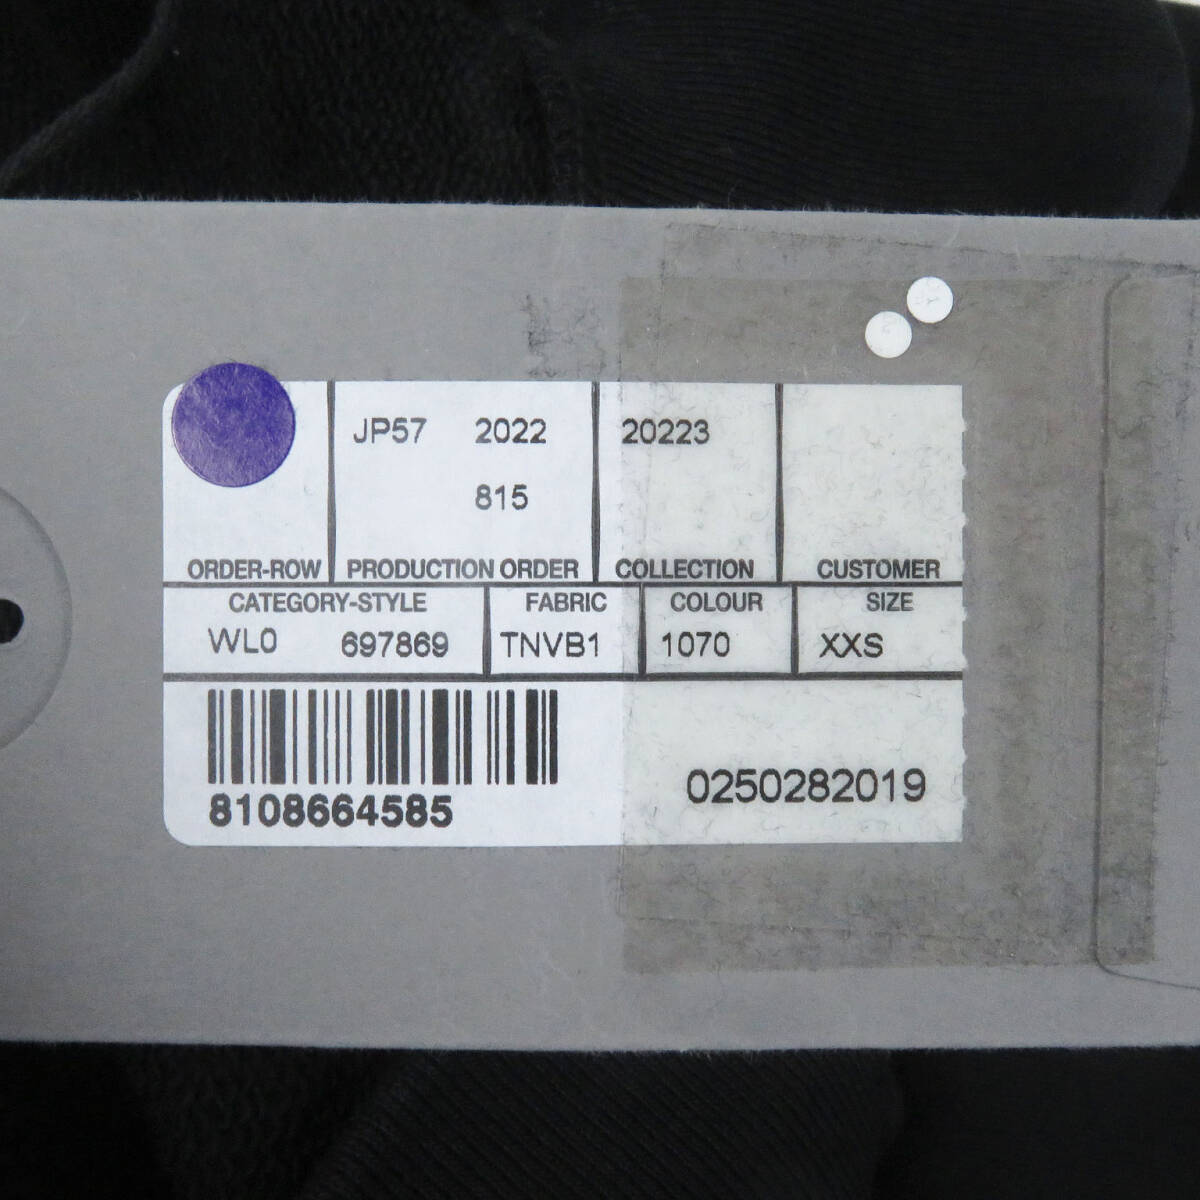 JP57 2022 20223
815
ORDER-ROW PRODUCTION ORDER COLLECTION CUSTOMER
CATEGORY-STYLE FABRIC COLOUR SIZE
WL0 697869 TNVB1 1070 XXS
8108664585
0250282019